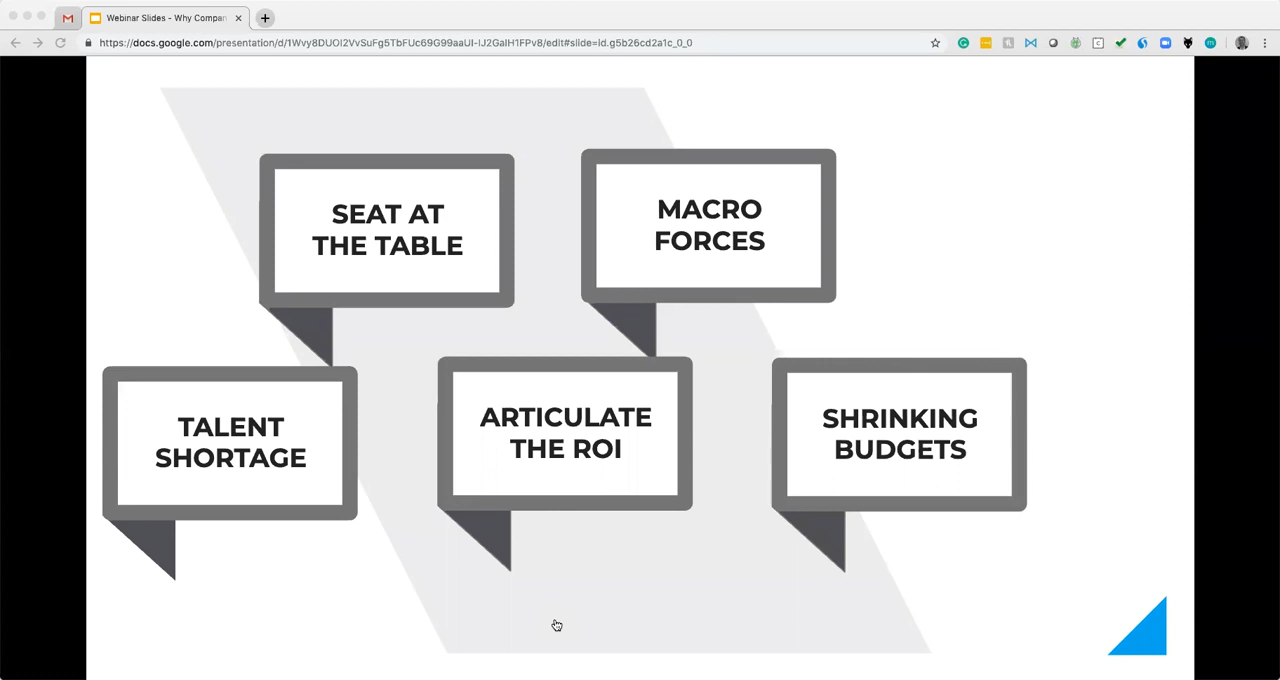 Webinar Slides - Why Compan
https://docs.google.com/presentation/d/1Wvy8DUOI2VvSuFg5TbFUc69G99aaUI-IJ2GaIH1FPv8/edit#slide=id.g5b26cd2a1c_0_0
SEAT AT
THE TABLE
MACRO
FORCES
TALENT
SHORTAGE
ARTICULATE
THE ROI
SHRINKING
BUDGETS